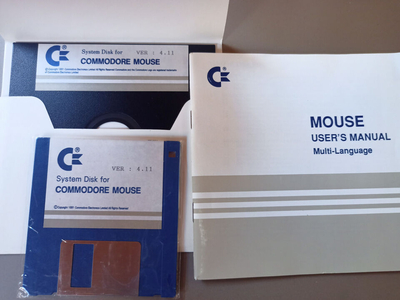 System Disk for VER : 4.11
COMMODORE MOUSE
VER : 4.11
System Disk for
COMMODORE MOUSE
MOUSE
USER'S MANUAL
Multi-Language